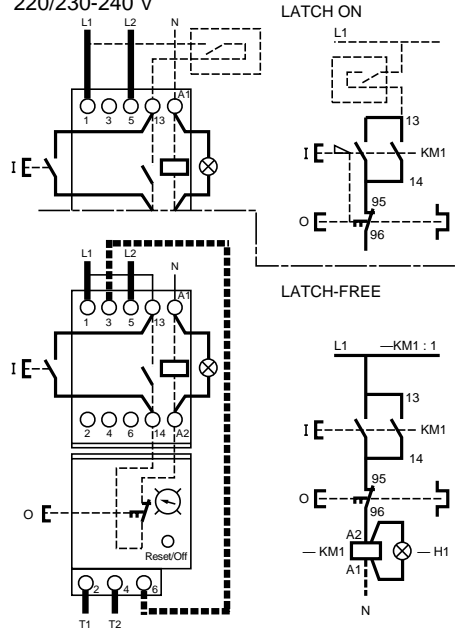 220/230-240 V
LATCH ON
L1 L2 N
L1
A1
1 3 5 13
13
I
I
KM1
14
95
O
96
L1 L2 N
LATCH-FREE
A1
1 3 5 13
L1 —KM1 : 1
13
I
I
KM1
14
2 4 6 14 A2
95
O
O
96
A2
— KM1
— H1
Reset/Off
A1
2 4 6
N
T1 T2